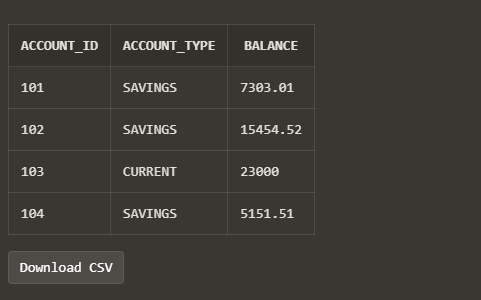 ACCOUNT_ID ACCOUNT_TYPE BALANCE
101 SAVINGS 7303.01
102 SAVINGS 15454.52
103 CURRENT 23000
104 SAVINGS 5151.51
Download CSV